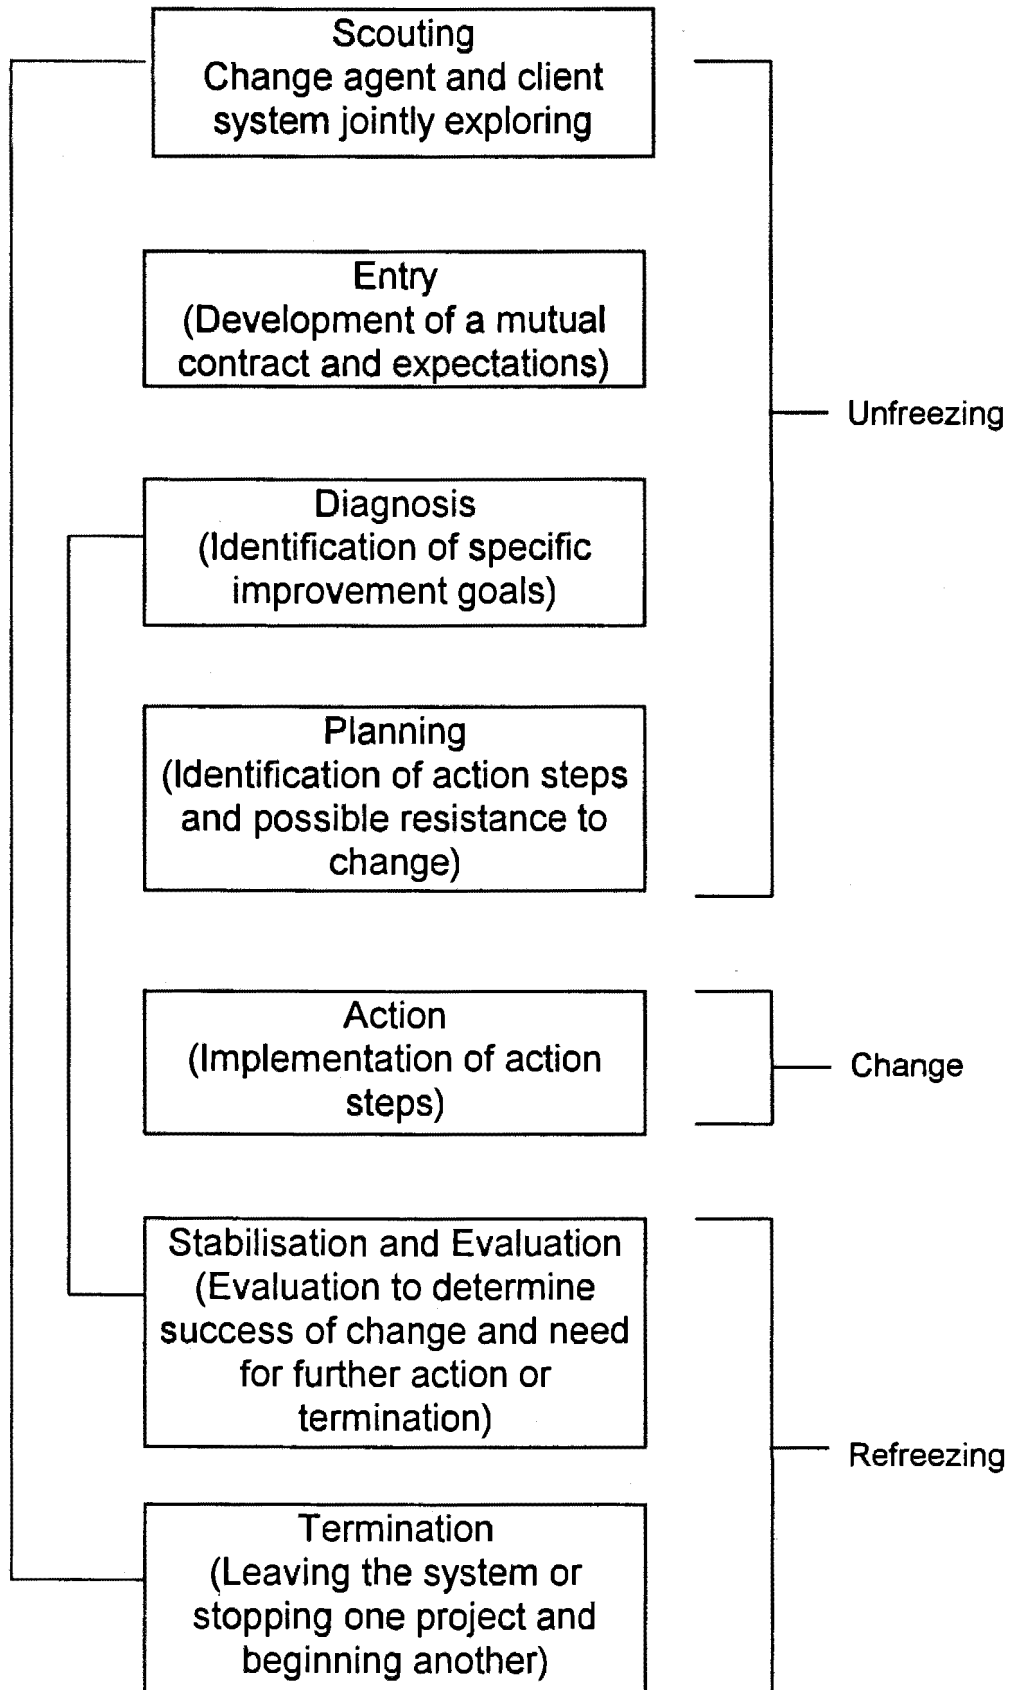 Scouting
Change agent and client
system jointly exploring
Entry
(Development of a mutual
contract and expectations)
Unfreezing
Diagnosis
(Identification of specific
improvement goals)
Planning
(Identification of action steps
and possible resistance to
change)
Action
(Implementation of action
steps)
Change
Stabilisation and Evaluation
(Evaluation to determine
success of change and need
for further action or
termination)
Refreezing
Termination
(Leaving the system or
stopping one project and
beginning another)